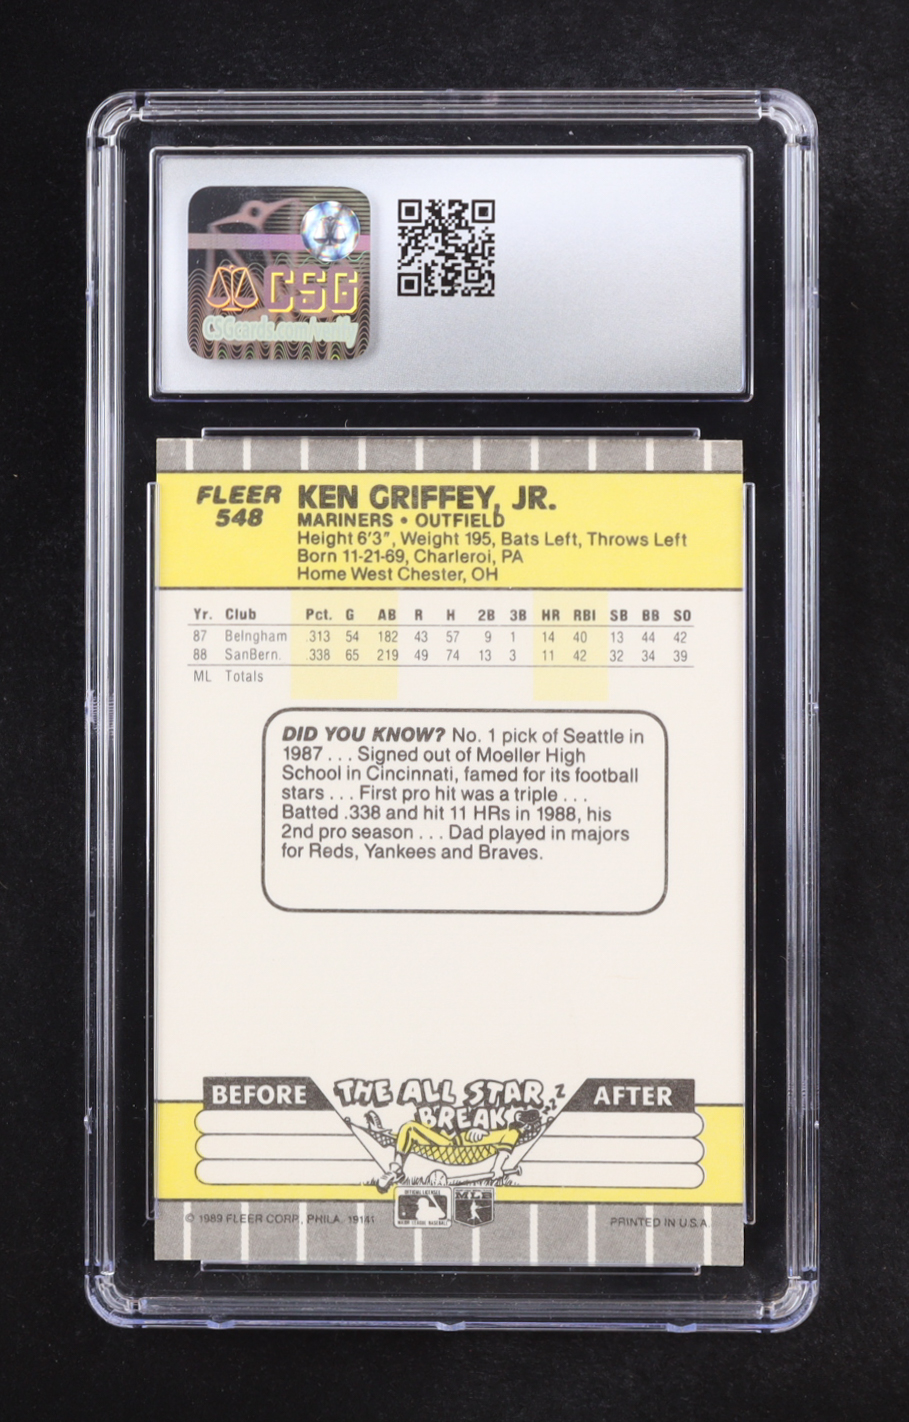 CSG
CSGcards.com/verify
FLEER
548
KEN GRIFFEY, JR.
MARINERS • OUTFIELD
Height 6'3", Weight 195, Bats Left, Throws Left
Born 11-21-69, Charleroi, PA
Home West Chester, OH
Yr. Club Pct. G AB R H 2B 3B HR RBI SB BB SO
87 Belngham .313 54 182 43 57 9 1 14 40 13 44 42
88 SanBern. .338 65 219 49 74 13 3 11 42 32 34 39
ML Totals
DID YOU KNOW? No. 1 pick of Seattle in
1987 . . . Signed out of Moeller High
School in Cincinnati, famed for its football
stars . . . First pro hit was a triple . . .
Batted .338 and hit 11 HRs in 1988, his
2nd pro season . . . Dad played in majors
for Reds, Yankees and Braves.
BEFORE
THE ALL STAR
BREAK
zzz
AFTER
© 1989 FLEER CORP., PHILA. 19141
PRINTED IN U.S.A.